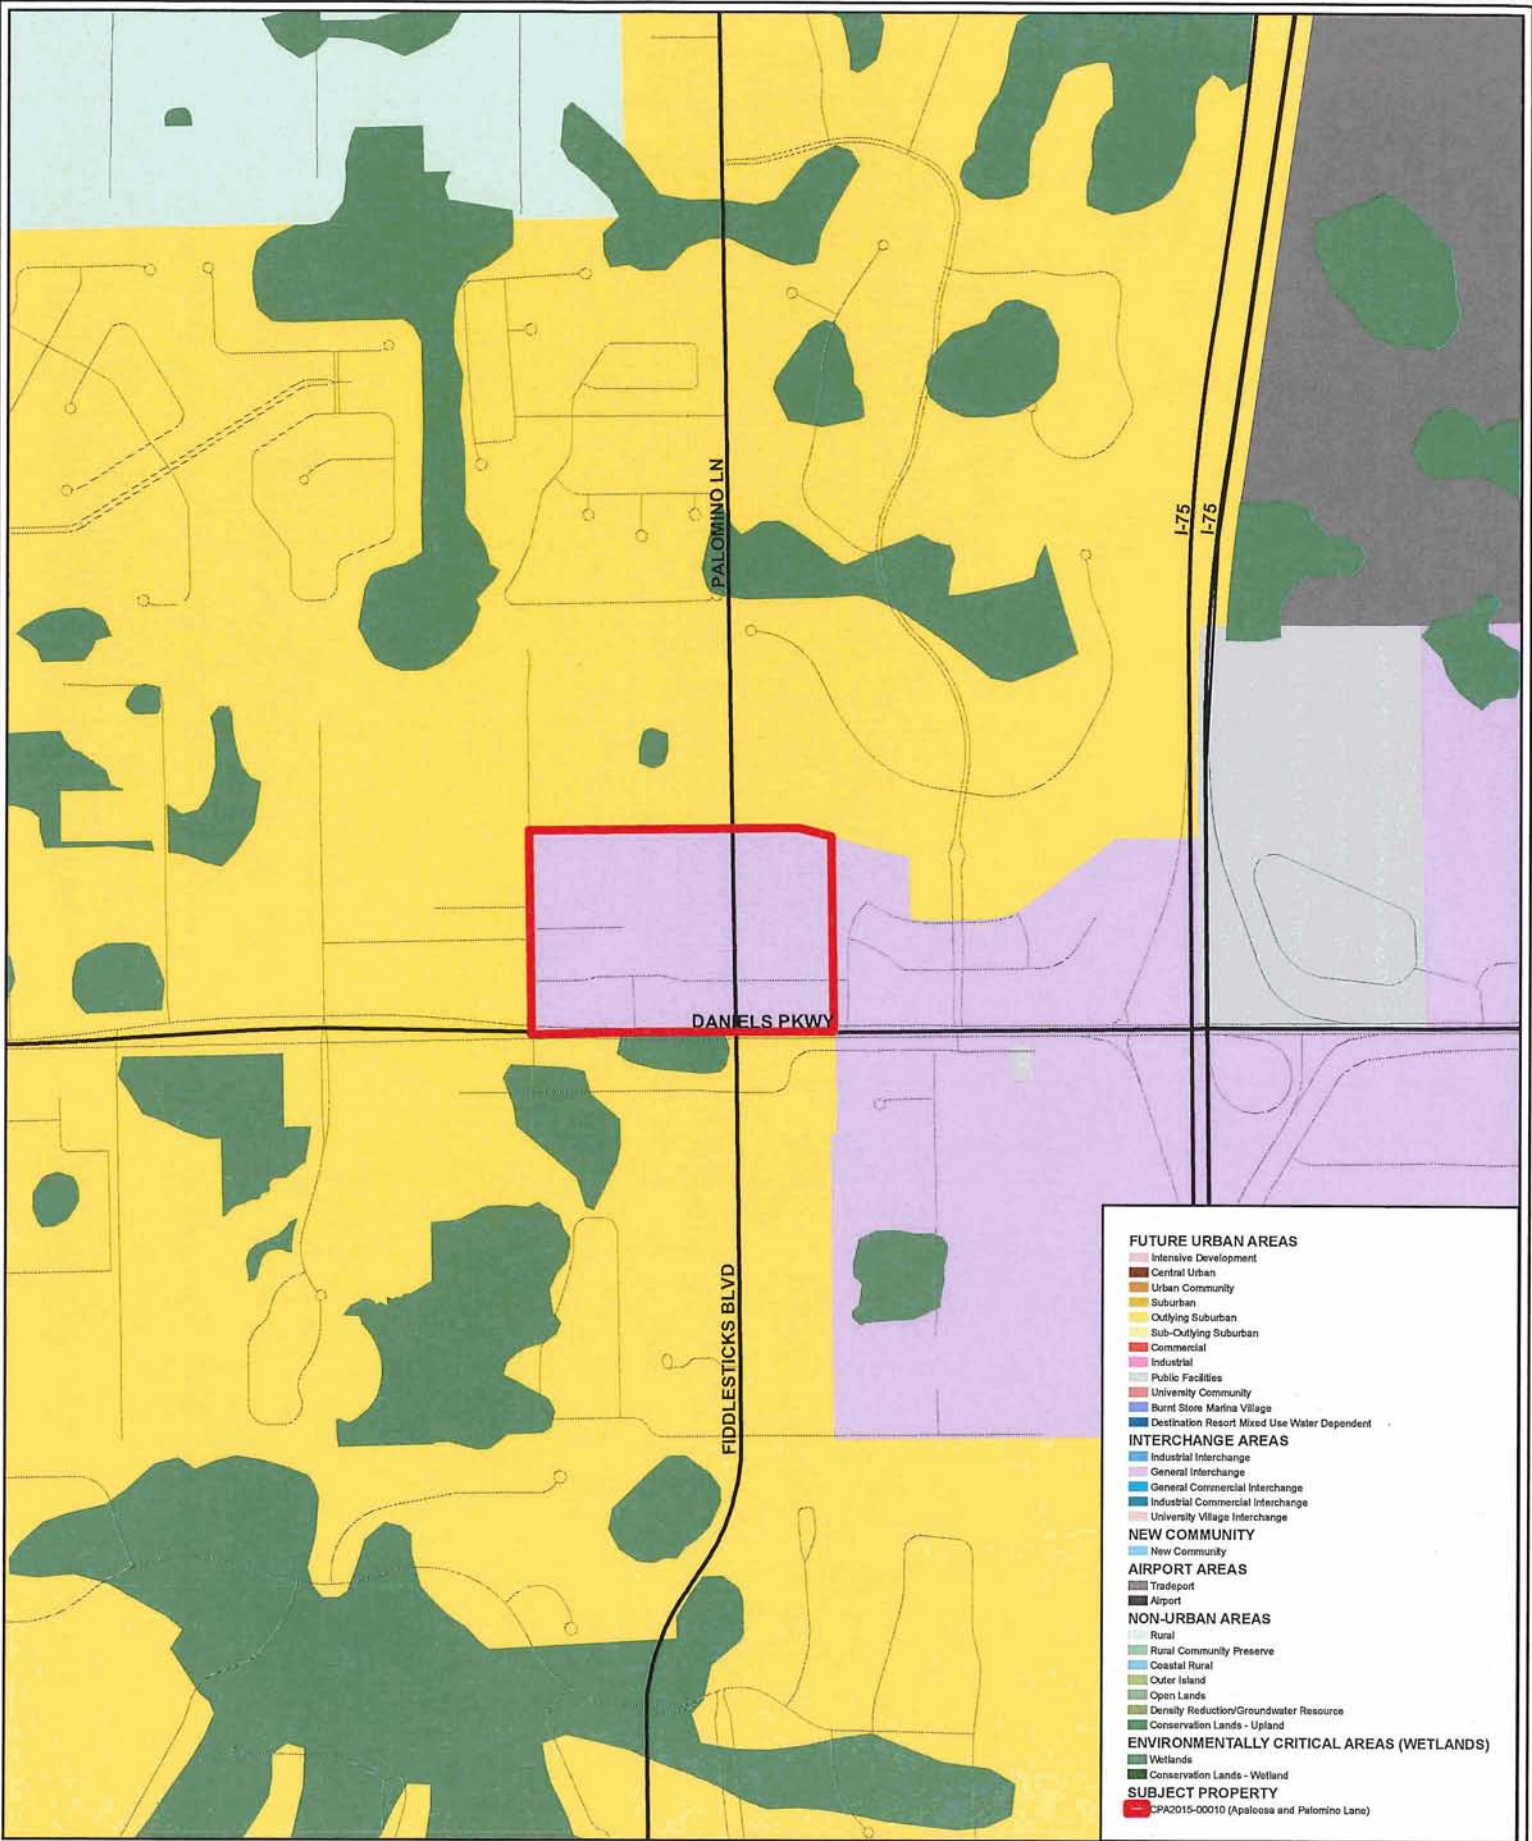 PALOMINO LN
I-75
I-75
DANIELS PKWY
FIDDLESTICKS BLVD
FUTURE URBAN AREAS
Intensive Development
Central Urban
Urban Community
Suburban
Outlying Suburban
Sub-Outlying Suburban
Commercial
Industrial
Public Facilities
University Community
Burnt Store Marina Village
Destination Resort Mixed Use Water Dependent
INTERCHANGE AREAS
Industrial Interchange
General Interchange
General Commercial Interchange
Industrial Commercial Interchange
University Village Interchange
NEW COMMUNITY
New Community
AIRPORT AREAS
Tradeport
Airport
NON-URBAN AREAS
Rural
Rural Community Preserve
Coastal Rural
Outer Island
Open Lands
Density Reduction/Groundwater Resource
Conservation Lands - Upland
ENVIRONMENTALLY CRITICAL AREAS (WETLANDS)
Wetlands
Conservation Lands - Wetland
SUBJECT PROPERTY
CPA2015-00010 (Apaloosa and Palomino Lane)